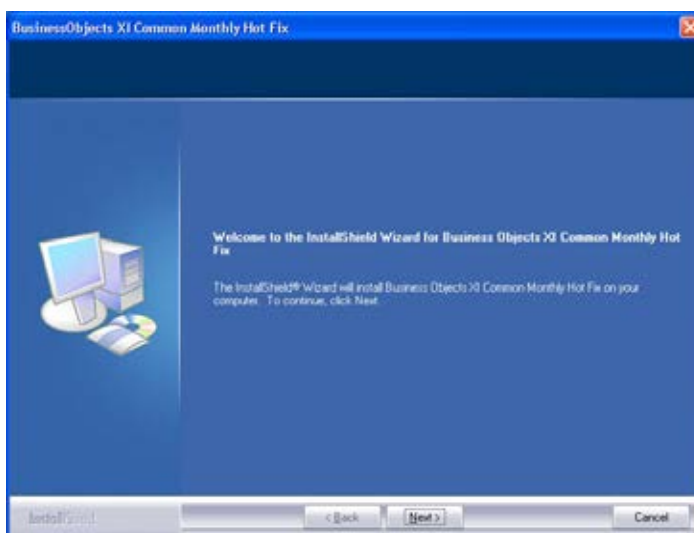 BusinessObjects XI Common Monthly Hot Fix
Welcome to the InstallShield Wizard for Business Objects XI Common Monthly Hot
Fix
The InstallShield® Wizard will install Business Objects XI Common Monthly Hot Fix on your
computer. To continue, click Next.
InstallShield
< Back
Next >
Cancel